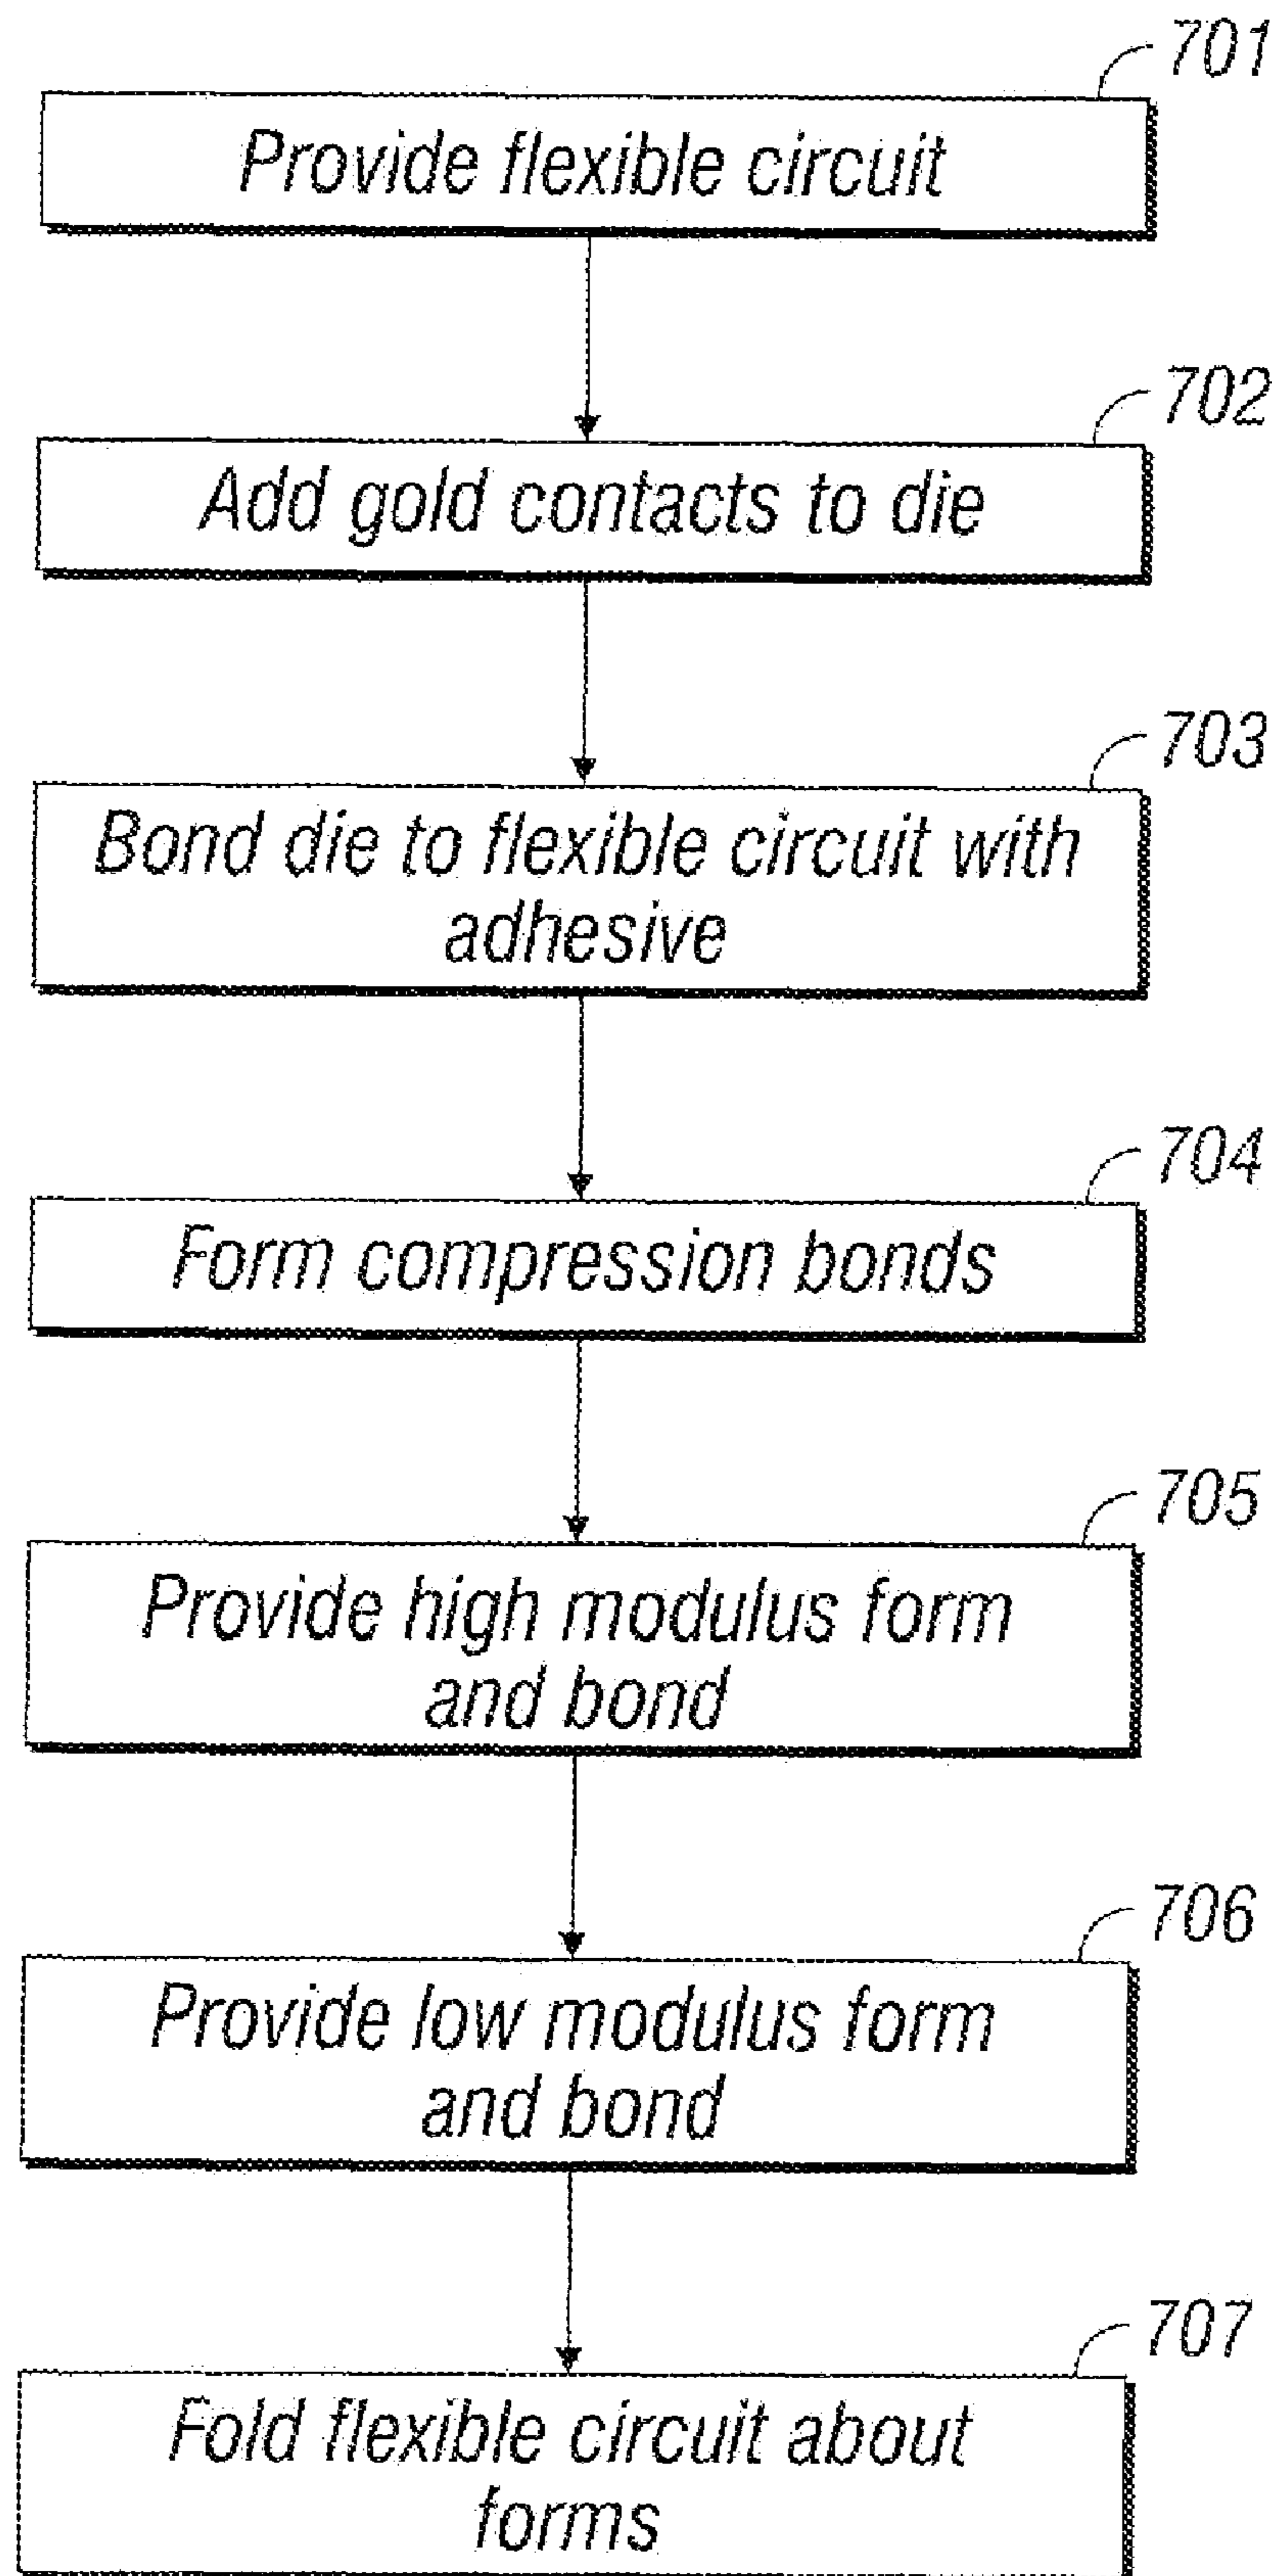 701
Provide flexible circuit
702
Add gold contacts to die
703
Bond die to flexible circuit with
adhesive
704
Form compression bonds
705
Provide high modulus form
and bond
706
Provide low modulus form
and bond
707
Fold flexible circuit about
forms